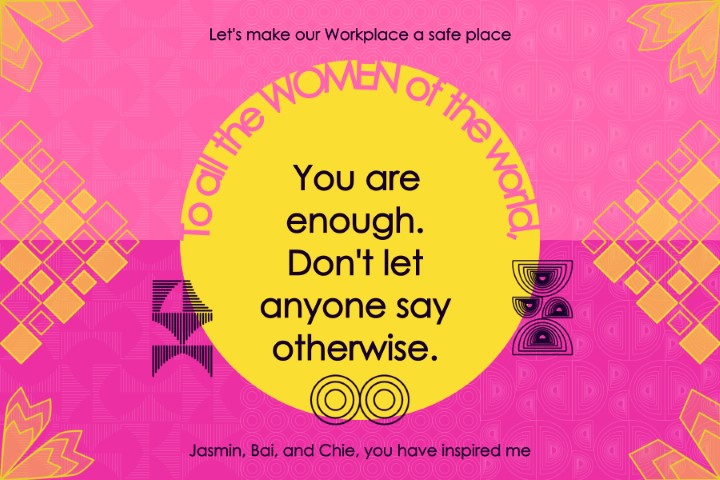 Let's make our Workplace a safe place
To all the WOMEN of the world,
You are
enough.
Don't let
anyone say
otherwise.
Jasmin, Bai, and Chie, you have inspired me